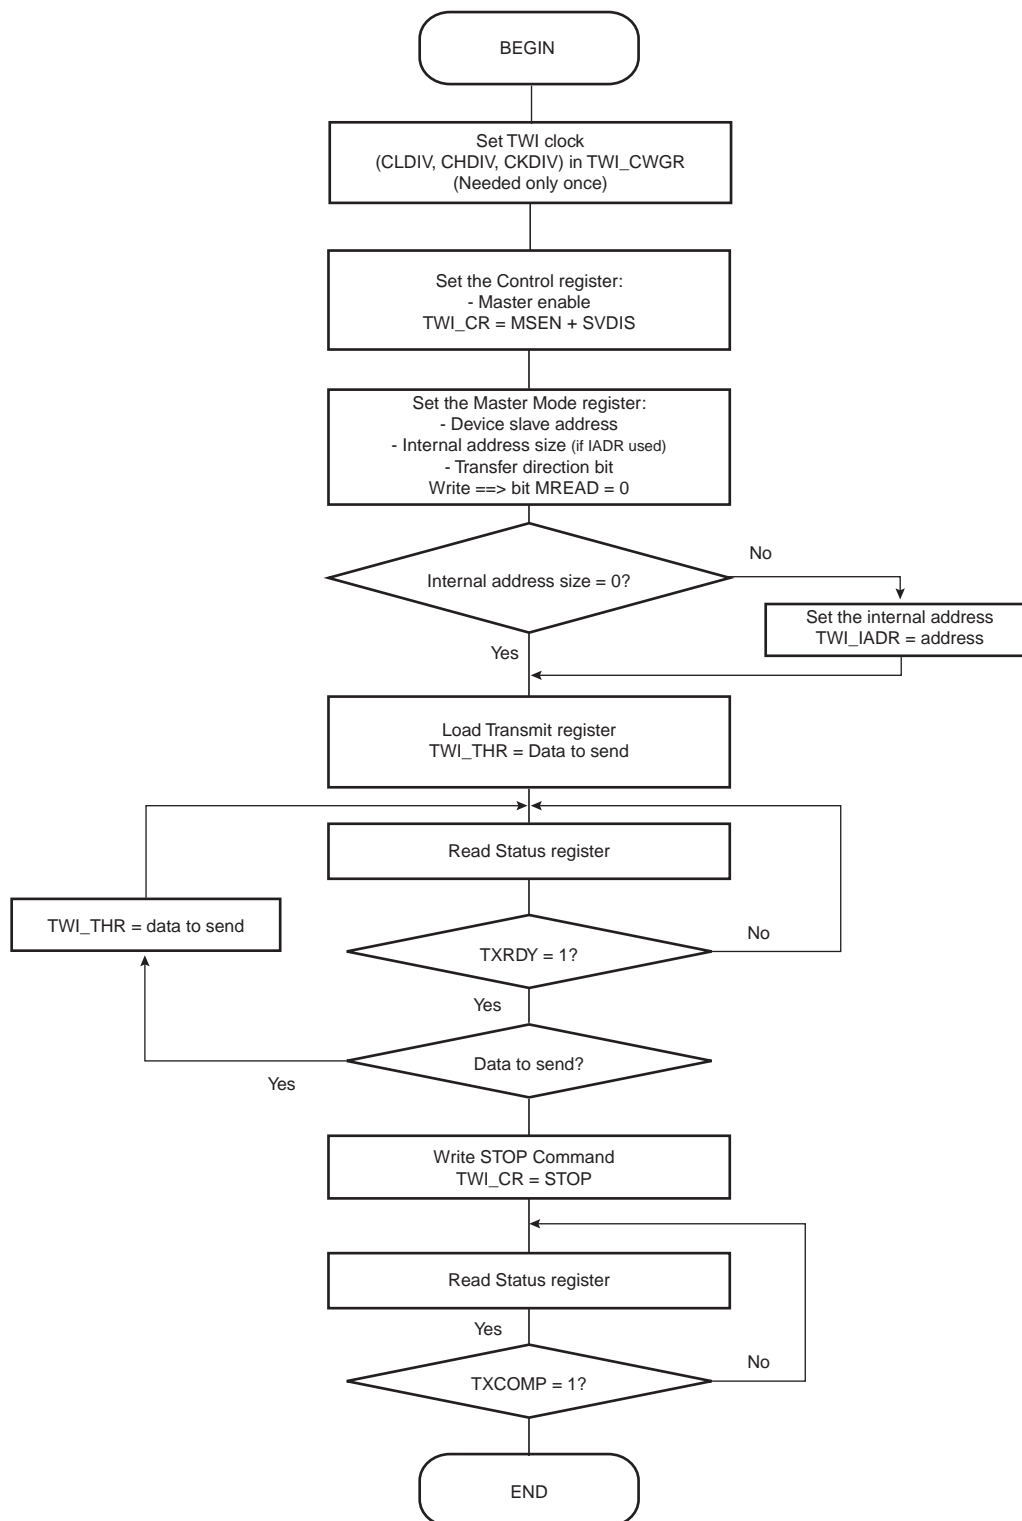 BEGIN
Set TWI clock
(CLDIV, CHDIV, CKDIV) in TWI_CWGR
(Needed only once)
Set the Control register:
- Master enable
TWI_CR = MSEN + SVDIS
Set the Master Mode register:
- Device slave address
- Internal address size (if IADR used)
- Transfer direction bit
Write ==> bit MREAD = 0
No
Internal address size = 0?
Set the internal address
TWI_IADR = address
Yes
Load Transmit register
TWI_THR = Data to send
Read Status register
TWI_THR = data to send
No
TXRDY = 1?
Yes
Data to send?
Yes
Write STOP Command
TWI_CR = STOP
Read Status register
Yes
No
TXCOMP = 1?
END